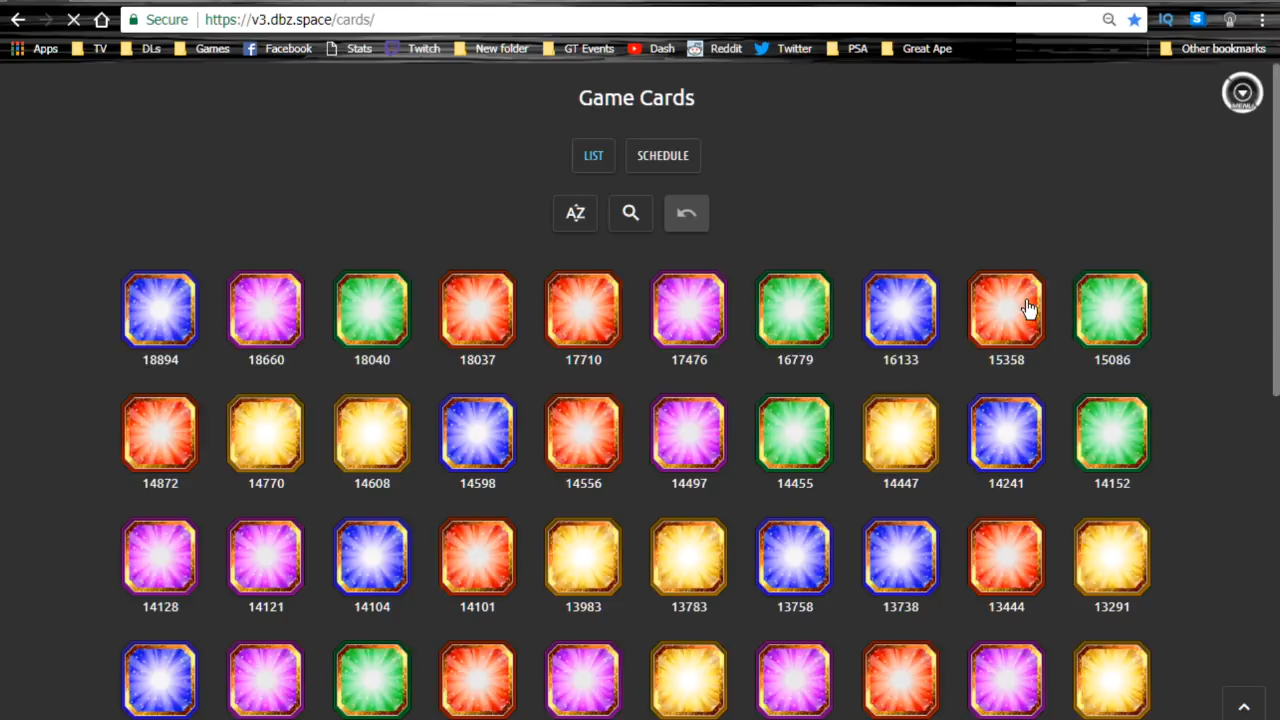 Secure https://v3.dbz.space/cards/
IQ S
Apps TV DLs Games Facebook Stats Twitch New folder GT Events Dash Reddit Twitter PSA Great Ape Other bookmarks
Game Cards
MENU
LIST SCHEDULE
AZ
18894 18660 18040 18037 17710 17476 16779 16133 15358 15086
14872 14770 14608 14598 14556 14497 14455 14447 14241 14152
14128 14121 14104 14101 13983 13783 13758 13738 13444 13291